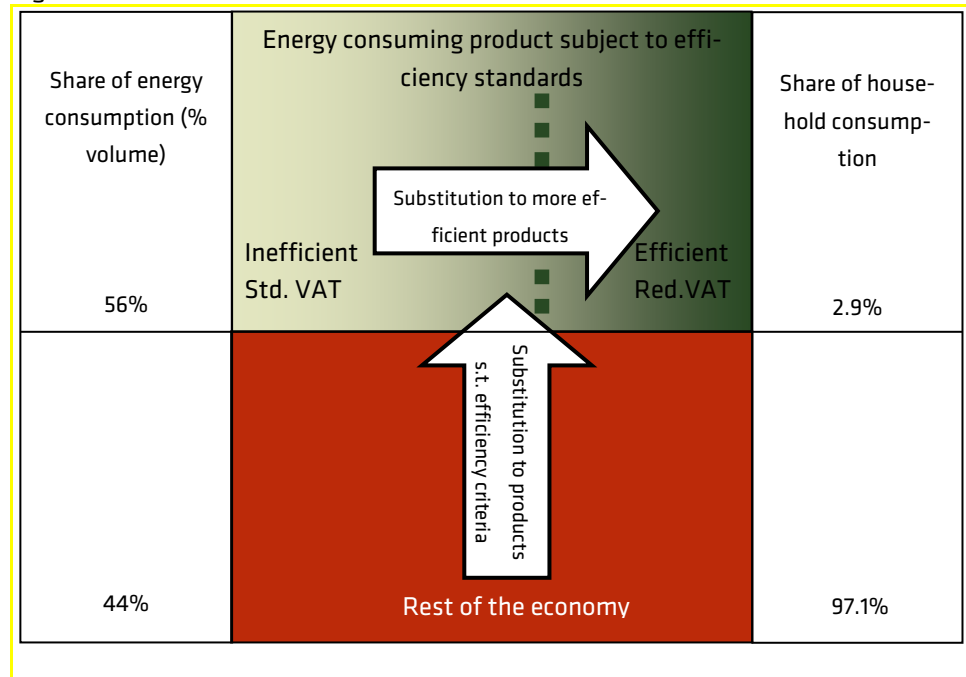 Share of energy
consumption (%
volume)
56%
Energy consuming product subject to effi-
ciency standards
Substitution to more ef-
ficient products
Inefficient
Std. VAT
Efficient
Red.VAT
Share of house-
hold consump-
tion
2.9%
Substitution to products
s.t. efficiency criteria
44%
Rest of the economy
97.1%